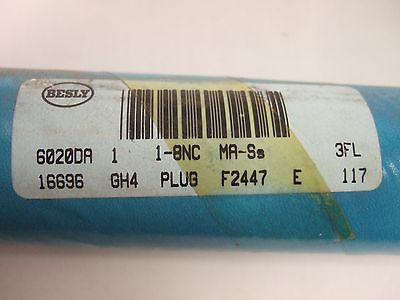 BESLY
6020DA 1 1-8NC MA-Ss 3FL
16696 GH4 PLUG F2447 E 117